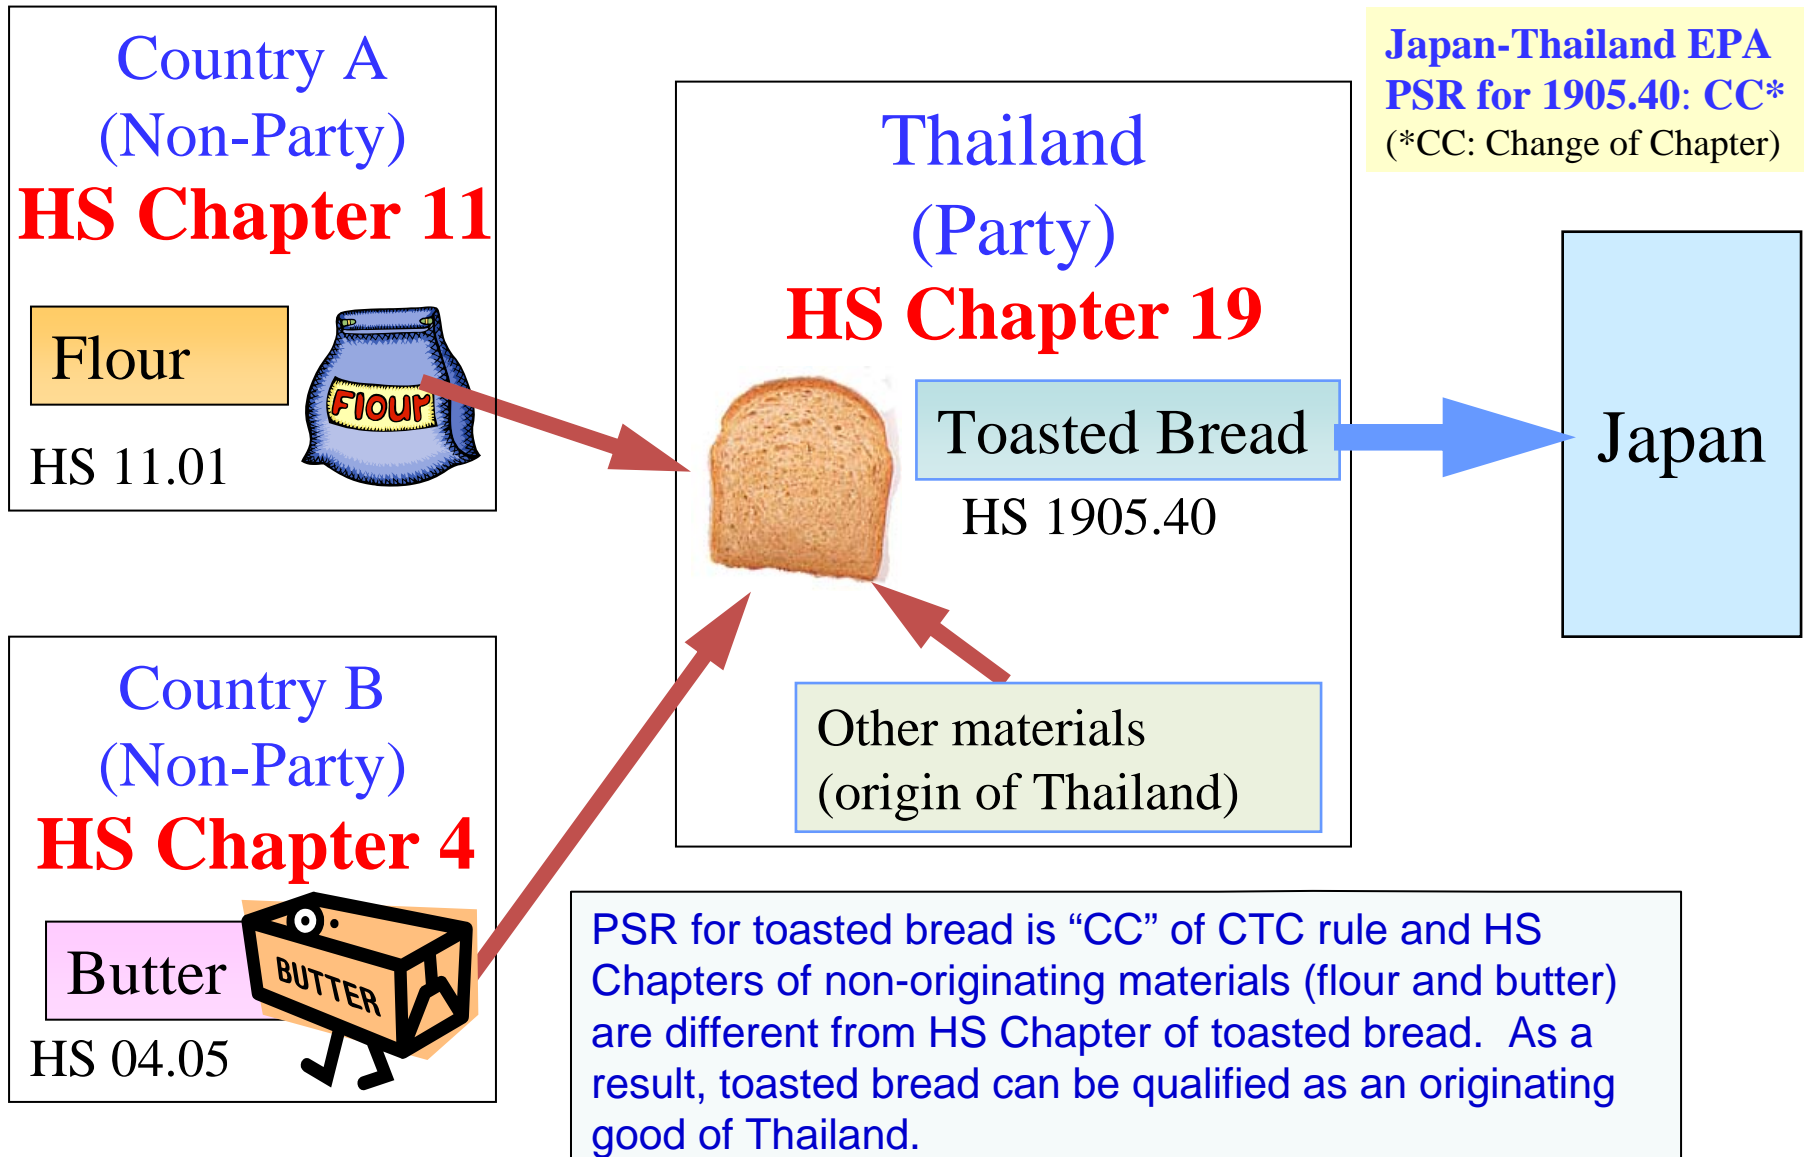 Country A
(Non-Party)
HS Chapter 11
Flour
FLOUR
HS 11.01
Country B
(Non-Party)
HS Chapter 4
Butter
BUTTER
HS 04.05
Thailand
(Party)
HS Chapter 19
Toasted Bread
HS 1905.40
Other materials
(origin of Thailand)
Japan-Thailand EPA
PSR for 1905.40: CC*
(*CC: Change of Chapter)
Japan
PSR for toasted bread is “CC” of CTC rule and HS
Chapters of non-originating materials (flour and butter)
are different from HS Chapter of toasted bread.  As a
result, toasted bread can be qualified as an originating
good of Thailand.